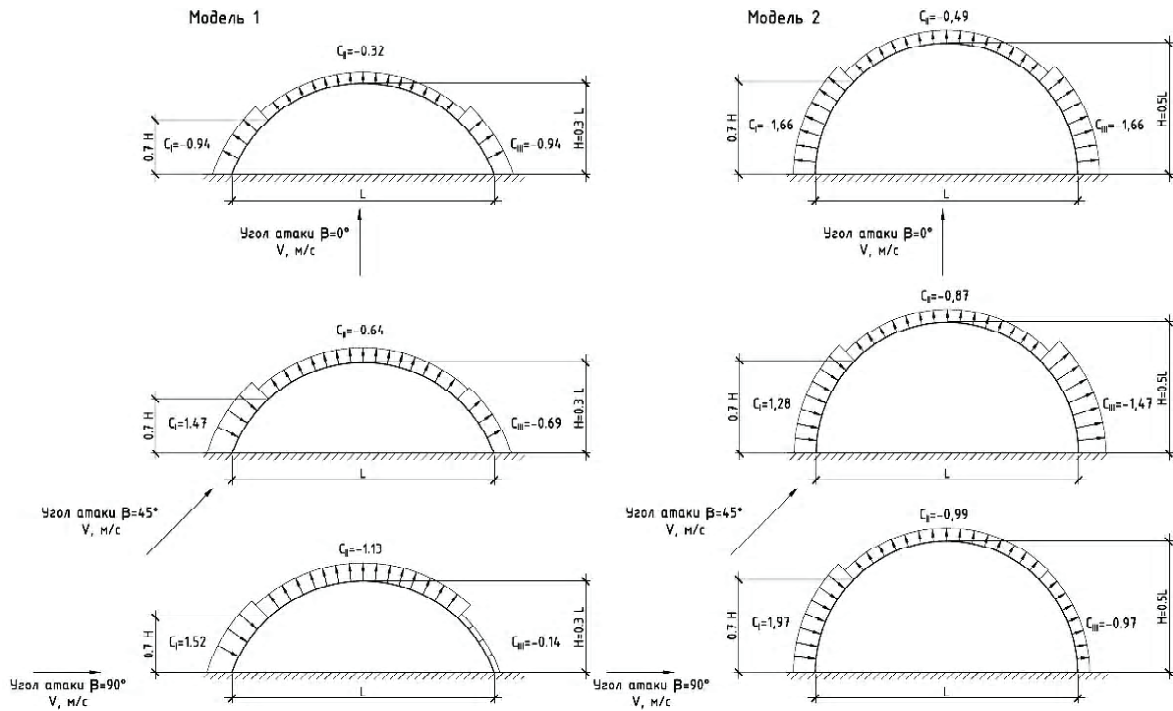 Модель 1
C_II=-0.32
0.7 H
C_I=-0.94
C_III=-0.94
H=0.3 L
L
Угол атаки β=0°
V, м/с
C_II=-0.64
0.7 H
C_I=1.47
C_III=-0.69
H=0.3 L
L
Угол атаки β=45°
V, м/с
C_II=-1.13
0.7 H
C_I=1.52
C_III=-0.14
H=0.3 L
L
Угол атаки β=90°
V, м/с
Модель 2
C_II=-0,49
0.7 H
C_I=- 1,66
C_III=- 1,66
H=0.5L
L
Угол атаки β=0°
V, м/с
C_II=-0,87
0.7 H
C_I=1,28
C_III=-1,47
H=0.5L
L
Угол атаки β=45°
V, м/с
C_II=-0,99
0.7 H
C_I=1,97
C_III=-0.97
H=0.5L
L
Угол атаки β=90°
V, м/с